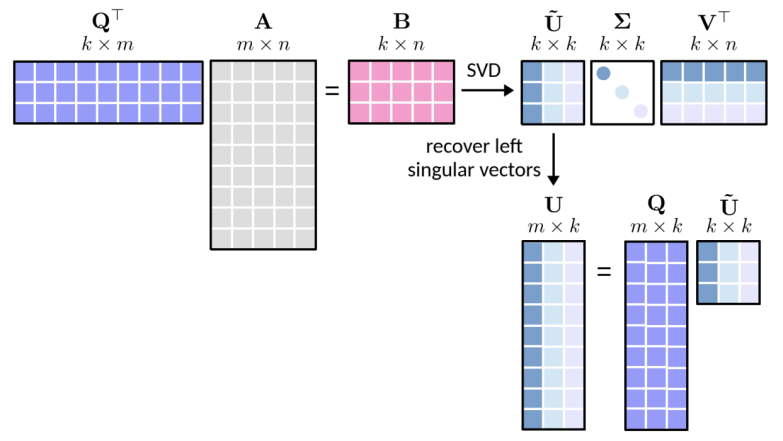 Q⊤ A B Ũ Σ V⊤
k × m m × n k × n k × k k × k k × n
= SVD
recover left
singular vectors
U Q Ũ
m × k m × k k × k
=